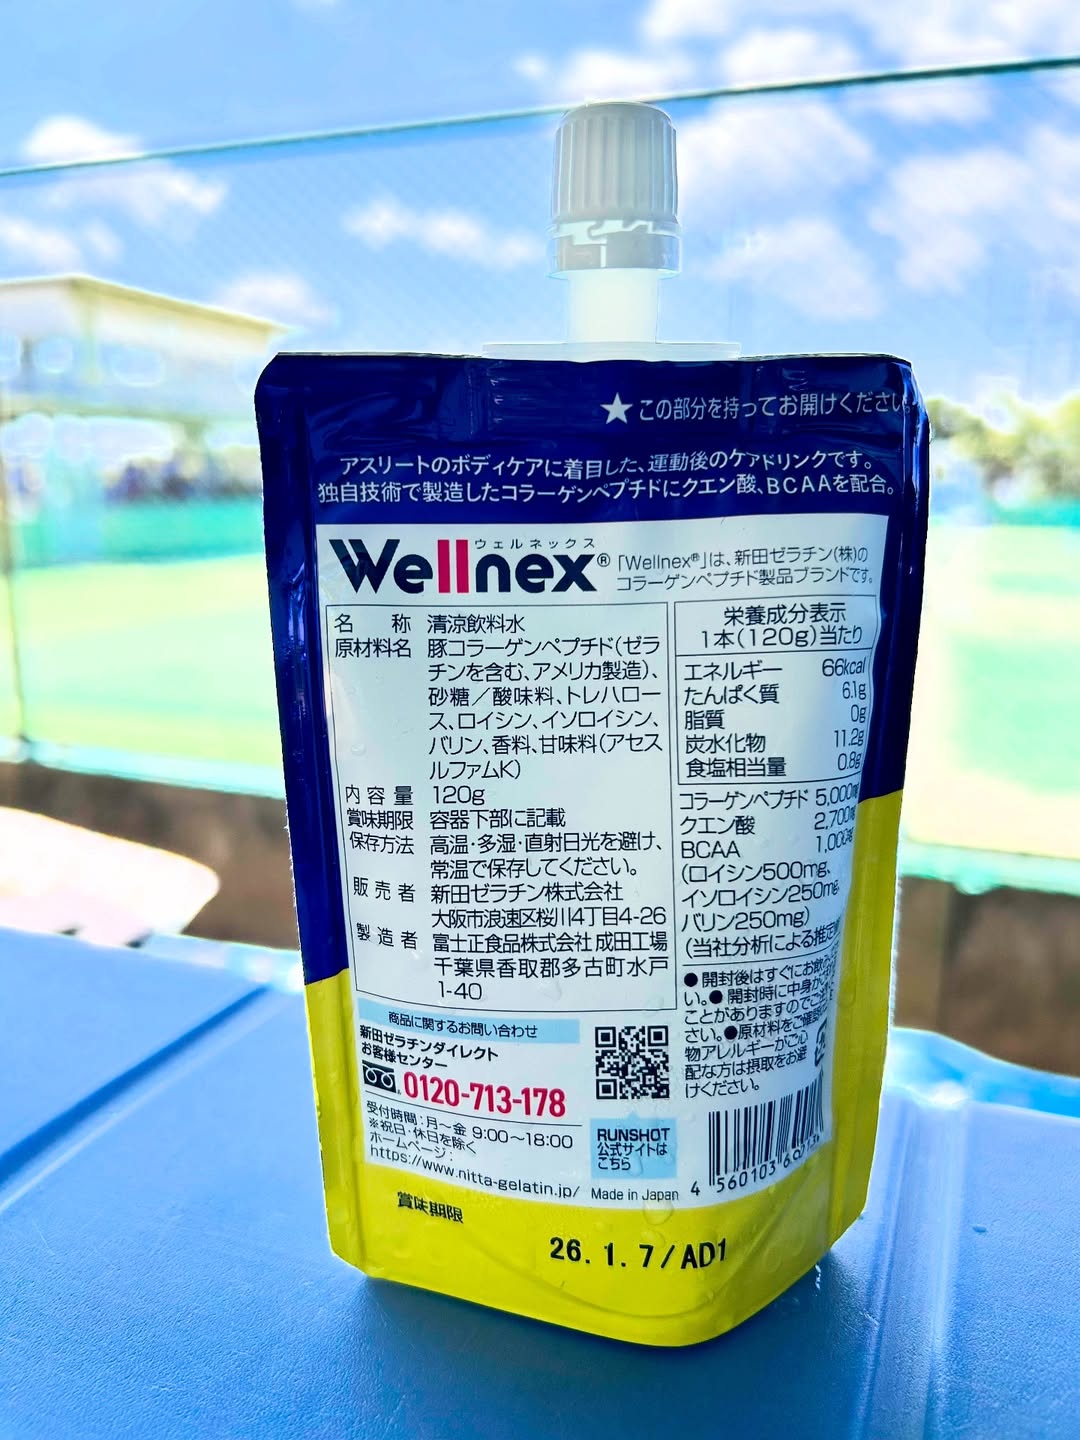 ★この部分を持ってお開けください。
アスリートのボディケアに着目した、運動後のケアドリンクです。
独自技術で製造したコラーゲンペプチドにクエン酸、BCAAを配合。
ウェルネックス
Wellnex®
「Wellnex®」は、新田ゼラチン(株)の
コラーゲンペプチド製品ブランドです。
名称 清涼飲料水
原材料名 豚コラーゲンペプチド(ゼラ
チンを含む、アメリカ製造)、
砂糖/酸味料、トレハロー
ス、ロイシン、イソロイシン、
バリン、香料、甘味料(アセス
ルファムK)
内容量 120g
賞味期限 容器下部に記載
保存方法 高温・多湿・直射日光を避け、
常温で保存してください。
販売者 新田ゼラチン株式会社
大阪市浪速区桜川4丁目4-26
製造者 富士正食品株式会社 成田工場
千葉県香取郡多古町水戸
1-40
栄養成分表示
1本(120g)当たり
エネルギー 66kcal
たんぱく質 6.1g
脂質 0g
炭水化物 11.2g
食塩相当量 0.8g
コラーゲンペプチド 5,000mg
クエン酸 2,700mg
BCAA 1,000mg
(ロイシン500mg、
イソロイシン250mg、
バリン250mg)
(当社分析による推定
●開封後はすぐにお飲み
い。●開封時に中身が
ことがありますのでご注
さい。●原材料をご確認
物アレルギーがご心
配な方は摂取をお避
けください。
商品に関するお問い合わせ
新田ゼラチンダイレクト
お客様センター
0120-713-178
受付時間:月~金 9:00~18:00
※祝日・休日を除く
ホームページ:
https://www.nitta-gelatin.jp/
RUNSHOT
公式サイトは
こちら
Made in Japan
4 560103
賞味期限
26.1.7/AD1